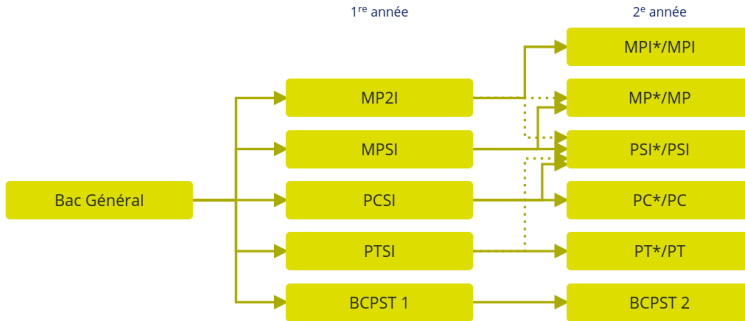 1re année
2e année
MPI*/MPI
MP2I
MP*/MP
MPSI
PSI*/PSI
Bac Général
PCSI
PC*/PC
PTSI
PT*/PT
BCPST 1
BCPST 2